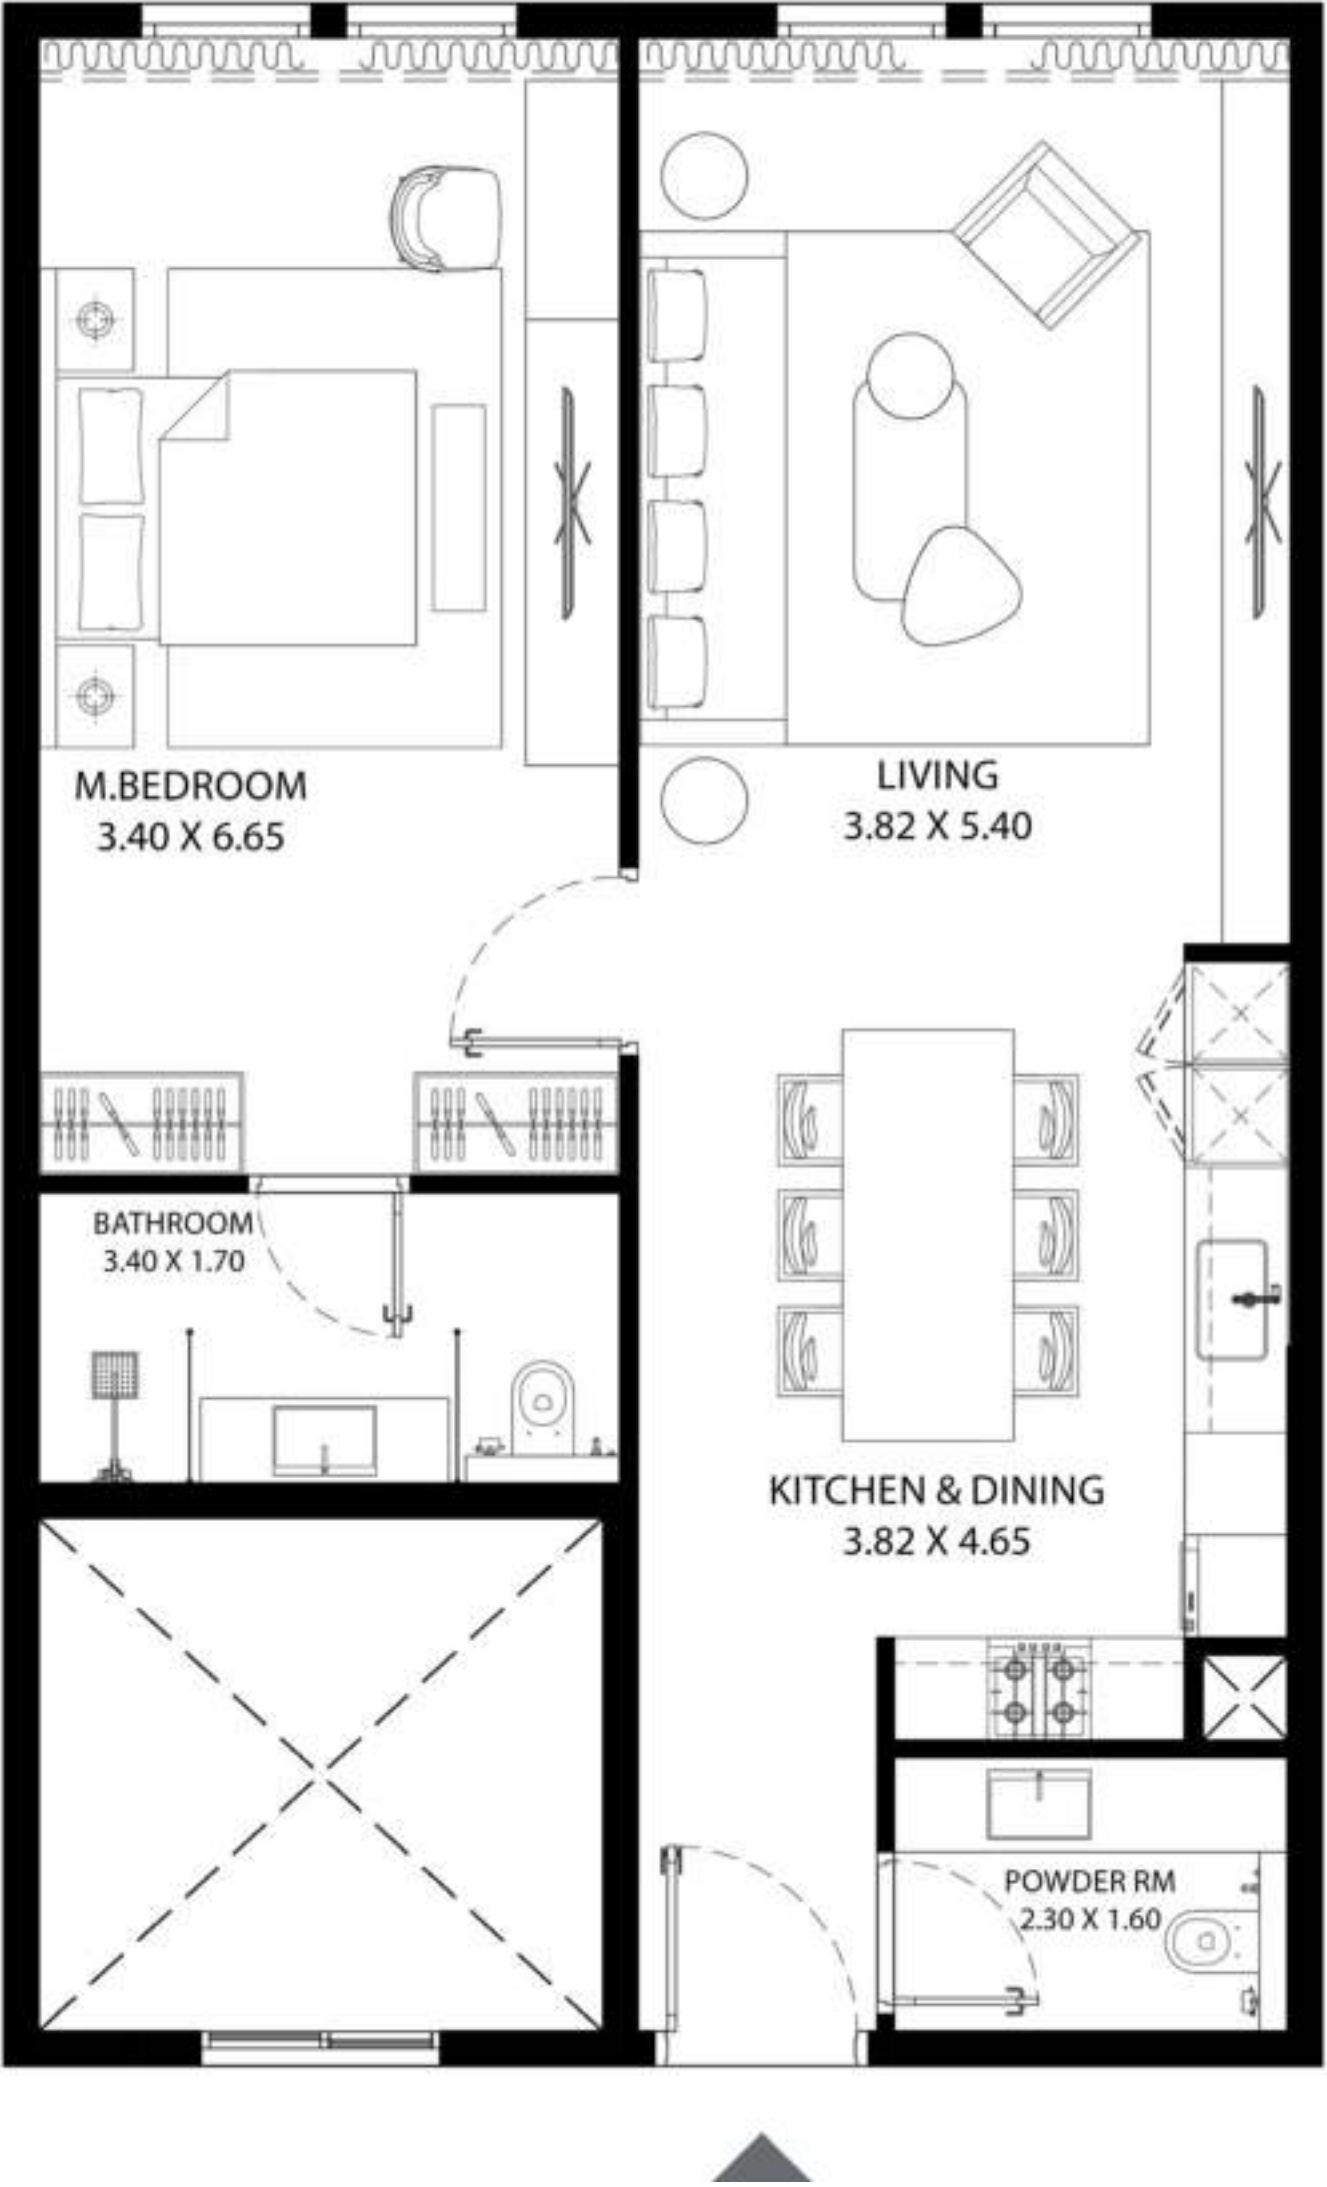 M.BEDROOM
3.40 X 6.65
LIVING
3.82 X 5.40
BATHROOM
3.40 X 1.70
KITCHEN & DINING
3.82 X 4.65
POWDER RM
2.30 X 1.60